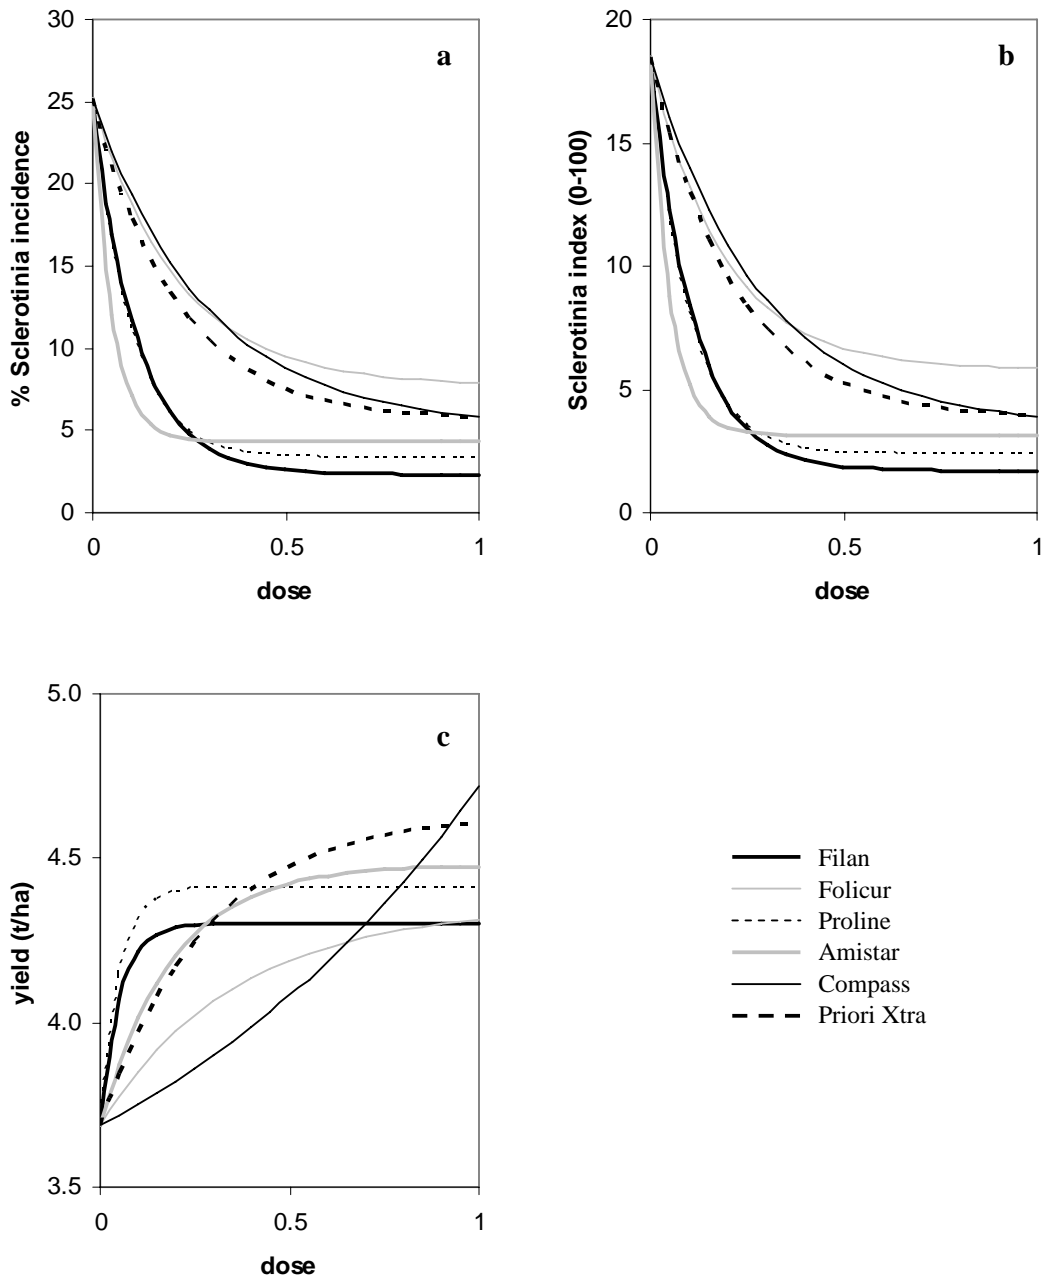 a
% Sclerotinia incidence
30
25
20
15
10
5
0
0 0.5 1
dose
b
Sclerotinia index (0-100)
20
15
10
5
0
0 0.5 1
dose
c
yield (t/ha)
5.0
4.5
4.0
3.5
0 0.5 1
dose
Filan
Folicur
Proline
Amistar
Compass
Priori Xtra